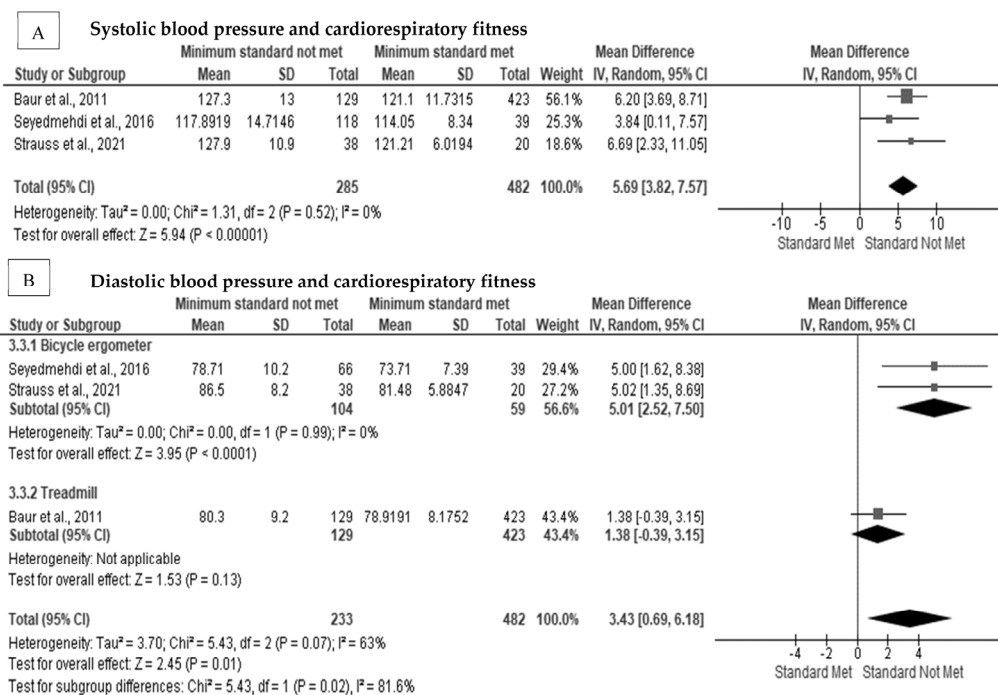 A
Systolic blood pressure and cardiorespiratory fitness
Minimum standard not met Minimum standard met Mean Difference Mean Difference
Study or Subgroup Mean SD Total Mean SD Total Weight IV, Random, 95% CI IV, Random, 95% CI
Baur et al., 2011 127.3 13 129 121.1 11.7315 423 56.1% 6.20 [3.69, 8.71]
Seyedmehdi et al., 2016 117.8919 14.7146 118 114.05 8.34 39 25.3% 3.84 [0.11, 7.57]
Strauss et al., 2021 127.9 10.9 38 121.21 6.0194 20 18.6% 6.69 [2.33, 11.05]
Total (95% CI) 285 482 100.0% 5.69 [3.82, 7.57]
Heterogeneity: Tau² = 0.00; Chi² = 1.31, df = 2 (P = 0.52); I² = 0%
Test for overall effect: Z = 5.94 (P < 0.00001)
-10 -5 0 5 10
Standard Met Standard Not Met
B
Diastolic blood pressure and cardiorespiratory fitness
Minimum standard not met Minimum standard met Mean Difference Mean Difference
Study or Subgroup Mean SD Total Mean SD Total Weight IV, Random, 95% CI IV, Random, 95% CI
3.3.1 Bicycle ergometer
Seyedmehdi et al., 2016 78.71 10.2 66 73.71 7.39 39 29.4% 5.00 [1.62, 8.38]
Strauss et al., 2021 86.5 8.2 38 81.48 5.8847 20 27.2% 5.02 [1.35, 8.69]
Subtotal (95% CI) 104 59 56.6% 5.01 [2.52, 7.50]
Heterogeneity: Tau² = 0.00; Chi² = 0.00, df = 1 (P = 0.99); I² = 0%
Test for overall effect: Z = 3.95 (P < 0.0001)
3.3.2 Treadmill
Baur et al., 2011 80.3 9.2 129 78.9191 8.1752 423 43.4% 1.38 [-0.39, 3.15]
Subtotal (95% CI) 129 423 43.4% 1.38 [-0.39, 3.15]
Heterogeneity: Not applicable
Test for overall effect: Z = 1.53 (P = 0.13)
Total (95% CI) 233 482 100.0% 3.43 [0.69, 6.18]
Heterogeneity: Tau² = 3.70; Chi² = 5.43, df = 2 (P = 0.07); I² = 63%
Test for overall effect: Z = 2.45 (P = 0.01)
Test for subgroup differences: Chi² = 5.43, df = 1 (P = 0.02), I² = 81.6%
-4 -2 0 2 4
Standard Met Standard Not Met